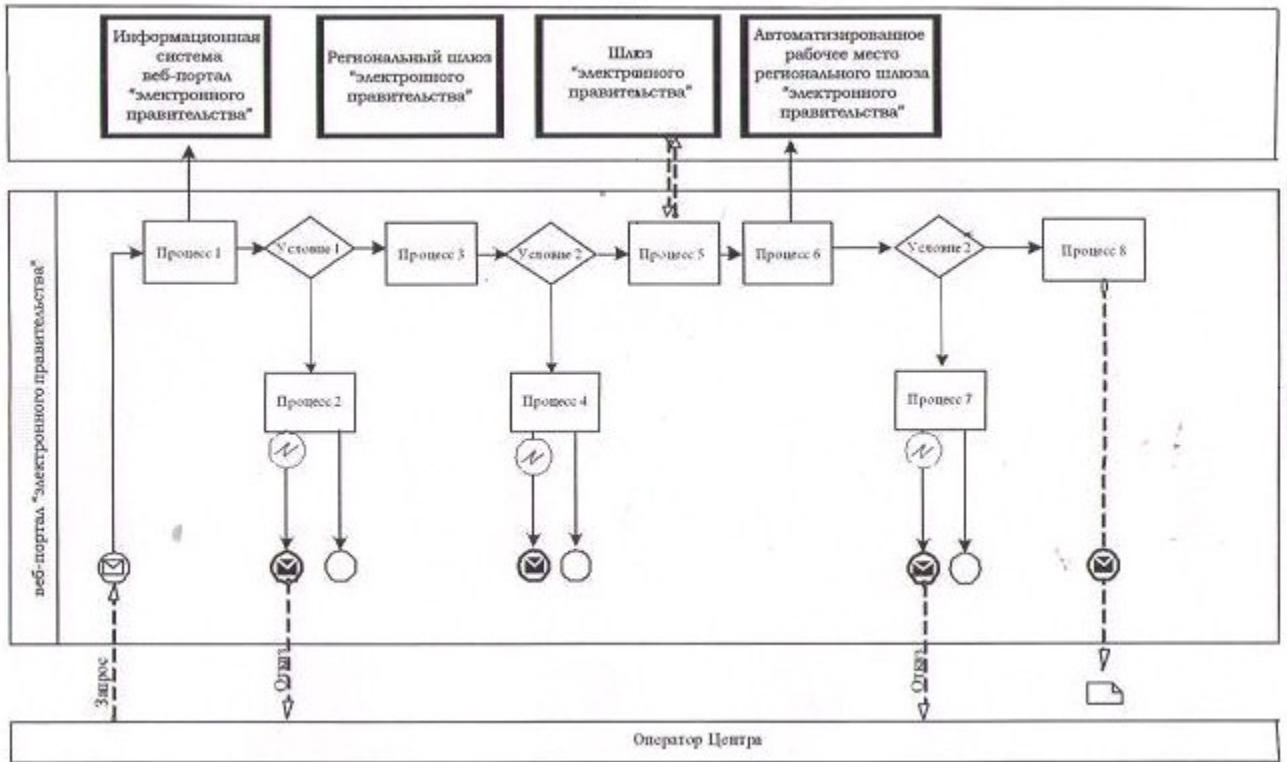 Информационная
система
веб-портал
"электронного
правительства"
Региональный шлюз
"электронного
правительства"
Шлюз
"электронного
правительства"
Автоматизированное
рабочее место
регионального шлюза
"электронного
правительства"
веб-портал "электронного правительства"
Процесс 1
Условие 1
Процесс 3
Условие 2
Процесс 5
Процесс 6
Условие 2
Процесс 8
Процесс 2
Процесс 4
Процесс 7
Запрос
Отказ
Отказ
Оператор Центра